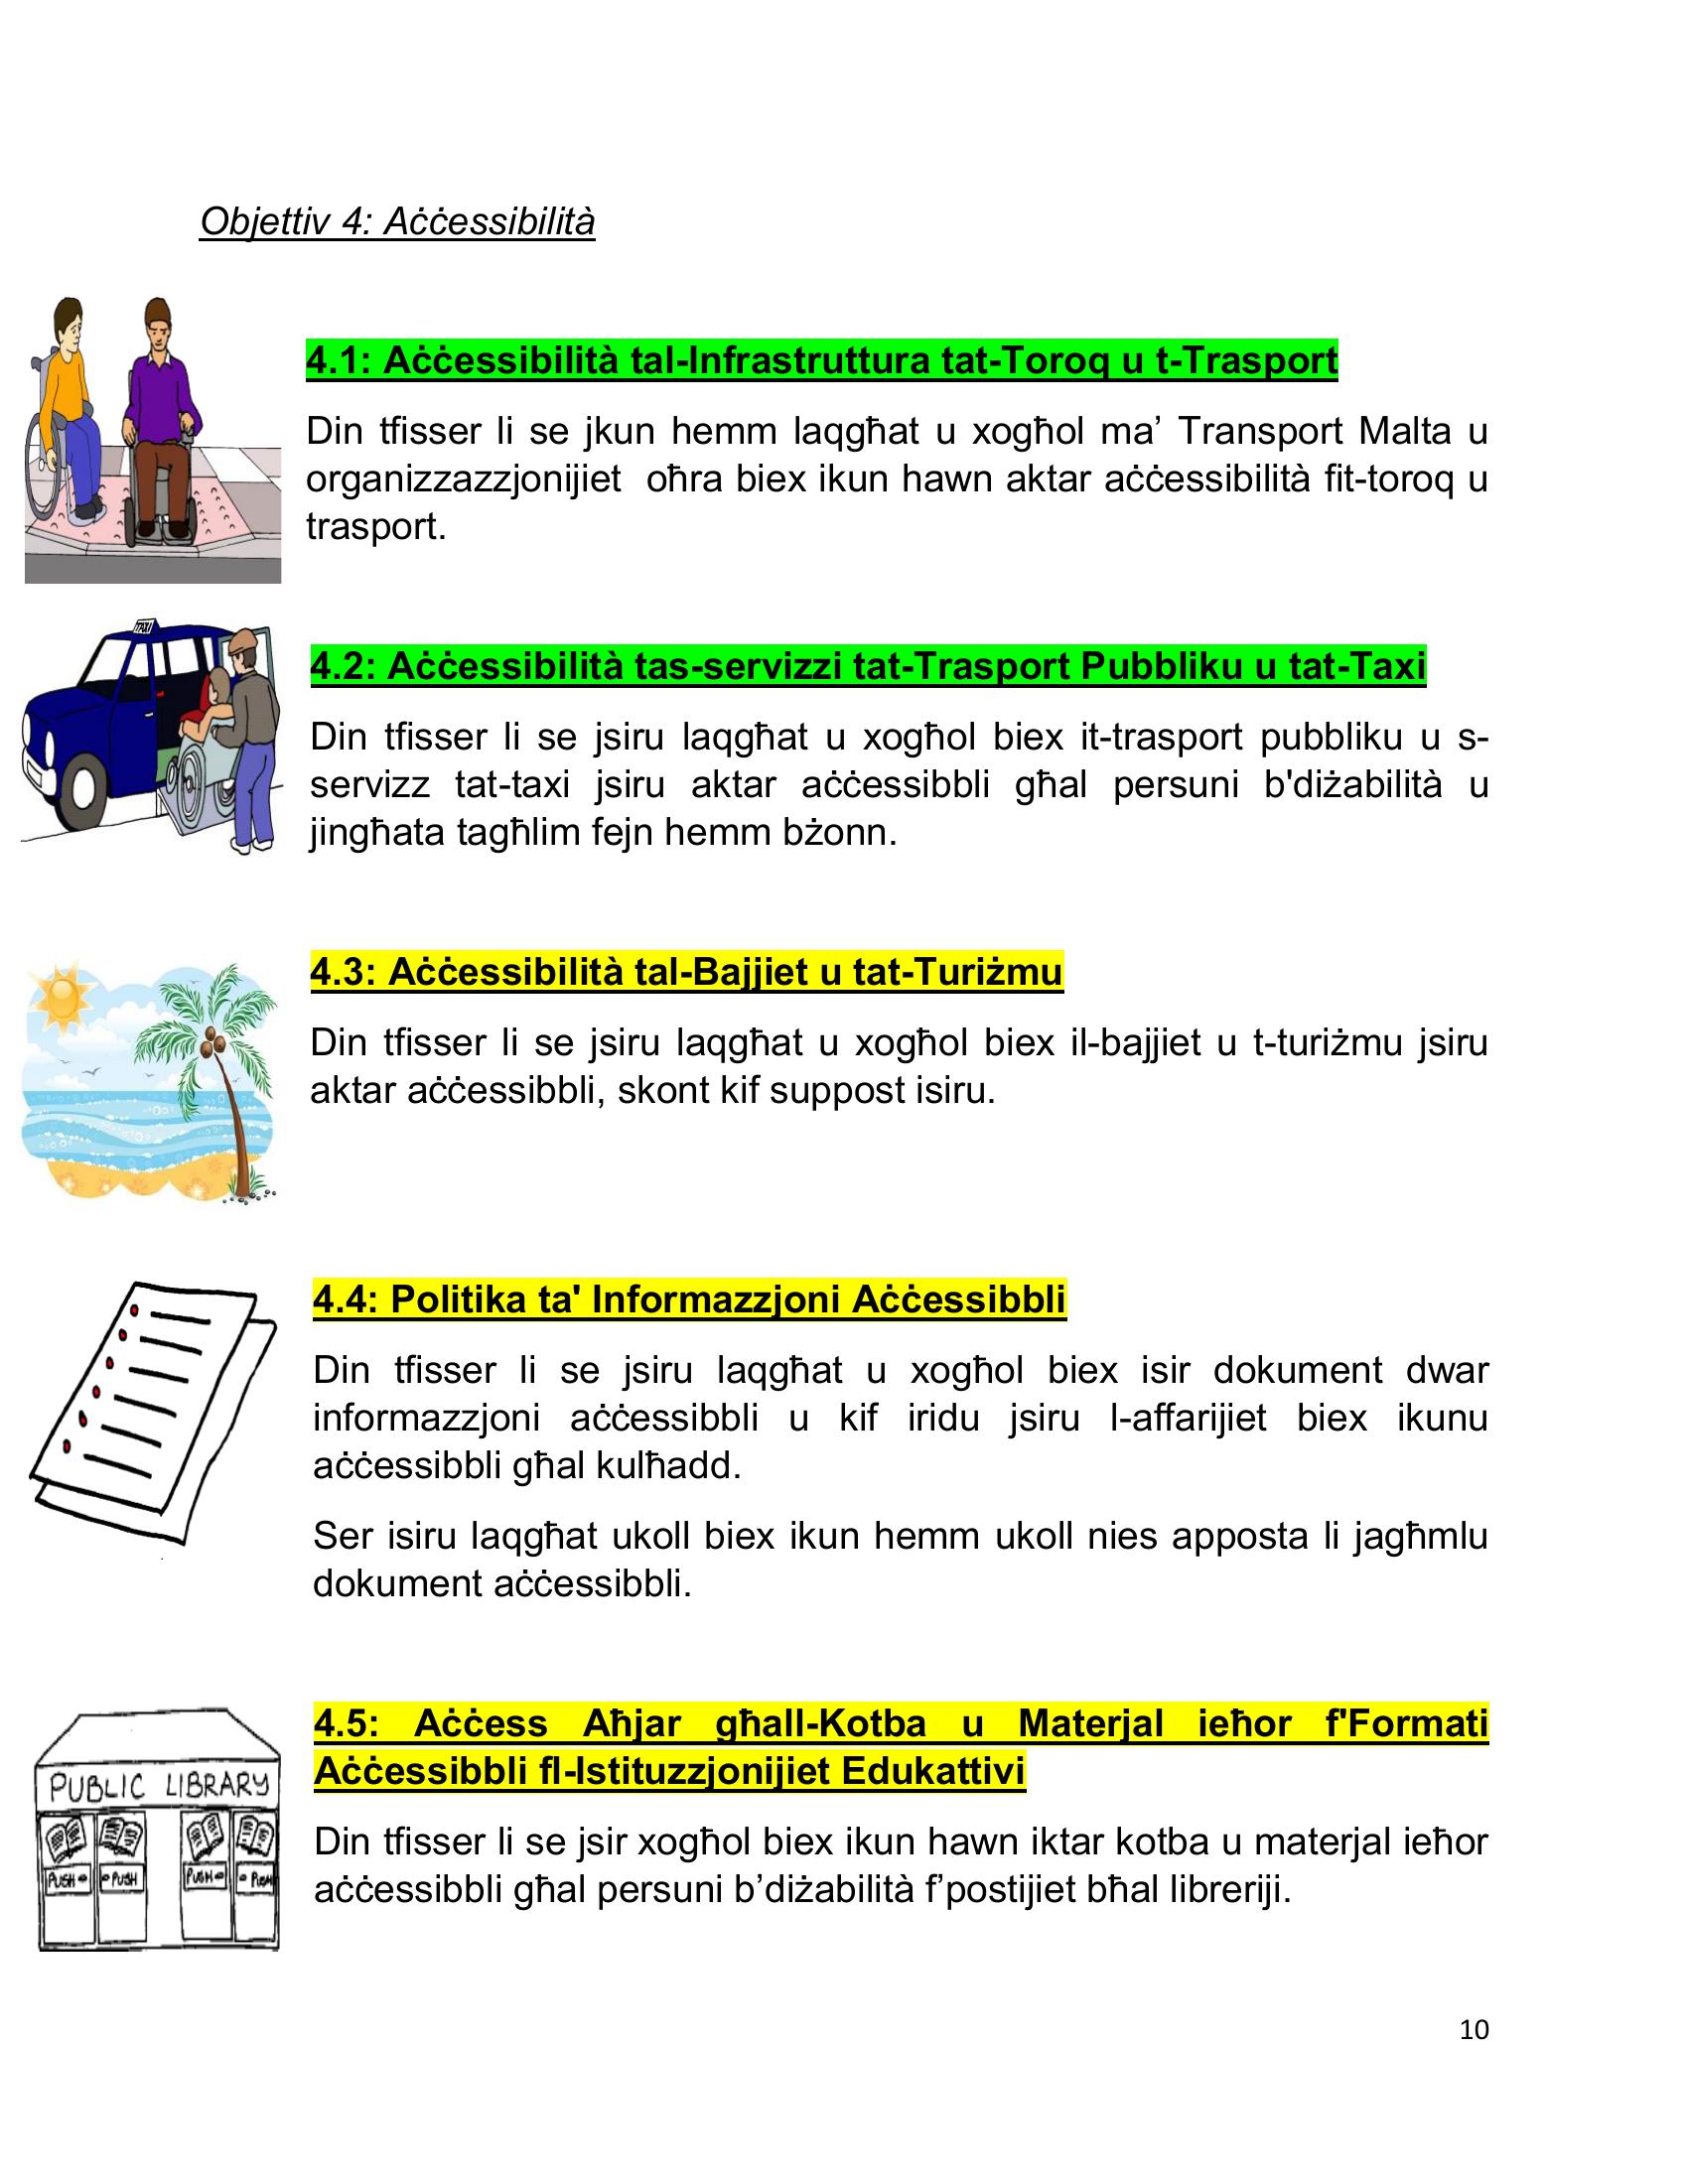 Objettiv 4: Aċċessibilità
4.1: Aċċessibilità tal-Infrastruttura tat-Toroq u t-Trasport
Din tfisser li se jkun hemm laqgħat u xogħol ma’ Transport Malta u
organizzazzjonijiet oħra biex ikun hawn aktar aċċessibilità fit-toroq u
trasport.
TAXI
4.2: Aċċessibilità tas-servizzi tat-Trasport Pubbliku u tat-Taxi
Din tfisser li se jsiru laqgħat u xogħol biex it-trasport pubbliku u s-
servizz tat-taxi jsiru aktar aċċessibbli għal persuni b'diżabilità u
jingħata tagħlim fejn hemm bżonn.
4.3: Aċċessibilità tal-Bajjiet u tat-Turiżmu
Din tfisser li se jsiru laqgħat u xogħol biex il-bajjiet u t-turiżmu jsiru
aktar aċċessibbli, skont kif suppost isiru.
4.4: Politika ta' Informazzjoni Aċċessibbli
Din tfisser li se jsiru laqgħat u xogħol biex isir dokument dwar
informazzjoni aċċessibbli u kif iridu jsiru l-affarijiet biex ikunu
aċċessibbli għal kulħadd.
Ser isiru laqgħat ukoll biex ikun hemm ukoll nies apposta li jagħmlu
dokument aċċessibbli.
4.5: Aċċess Aħjar għall-Kotba u Materjal ieħor f'Formati
Aċċessibbli fl-Istituzzjonijiet Edukattivi
PUBLIC LIBRARY
PUSH PUSH PUSH PUSH
Din tfisser li se jsir xogħol biex ikun hawn iktar kotba u materjal ieħor
aċċessibbli għal persuni b’diżabilità f’postijiet bħal libreriji.
10